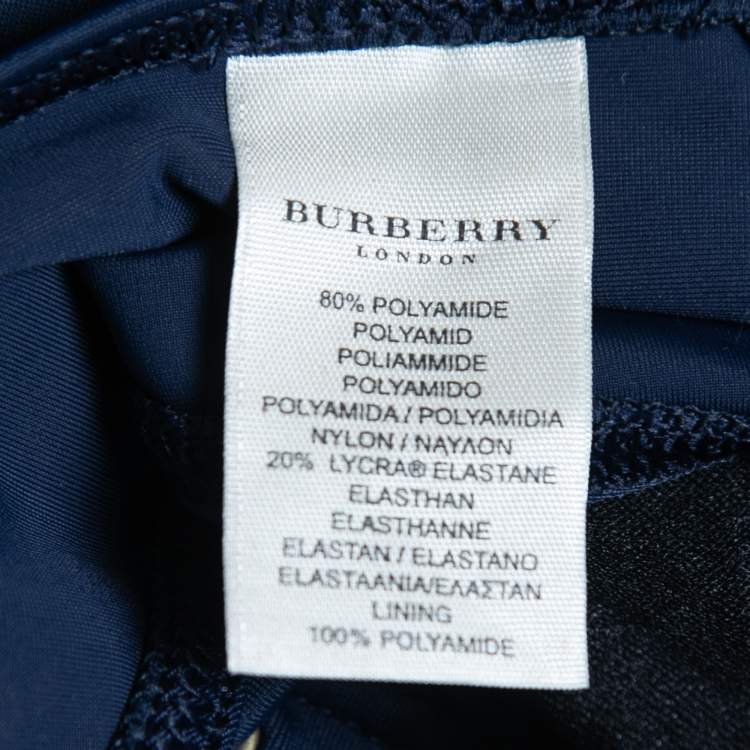 BURBERRY
LONDON
80% POLYAMIDE
POLYAMID
POLIAMMIDE
POLYAMIDO
POLYAMIDA / POLYAMIDIA
NYLON / ΝΑΥΛΟΝ
20% LYCRA® ELASTANE
ELASTHAN
ELASTHANNE
ELASTAN / ELASTANO
ELASTAANIA/ΕΛΑΣΤΑΝ
LINING
100% POLYAMIDE